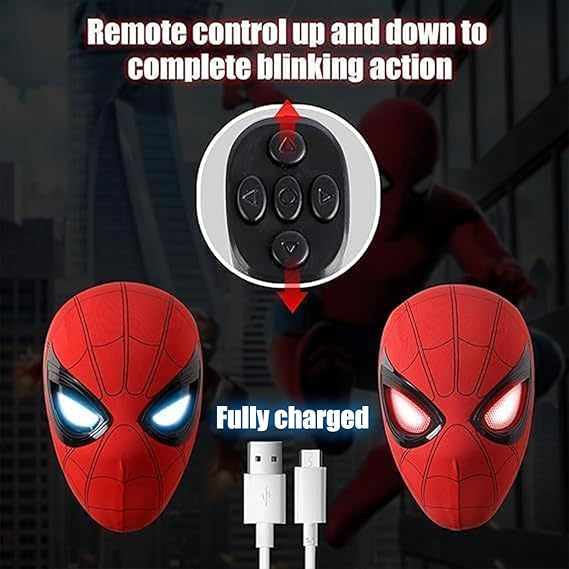 Remote control up and down to
complete blinking action
Fully charged